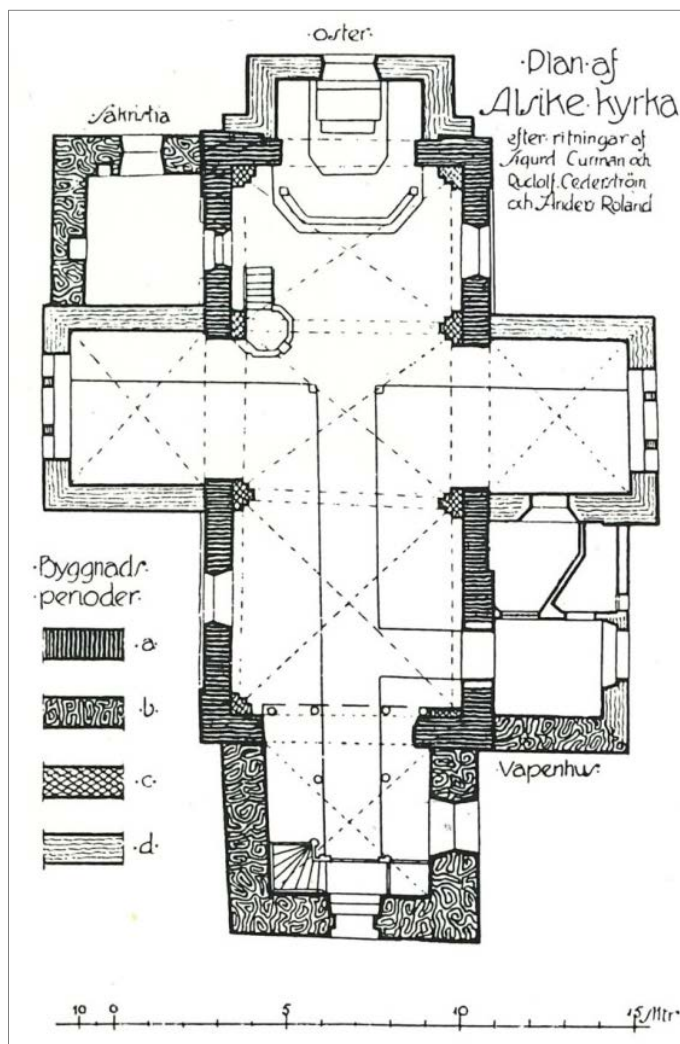 ·öster·
·Plan·af
Alsike·kyrka·
efter·ritningar·af
Sigurd Curman och
Rudolf·Cederström
och·Anders Roland
Sakristia
·Byggnads·
·perioder·
·a·
·b·
·c·
·d·
Vapenhus·
10 0 5 10 15 Mtr